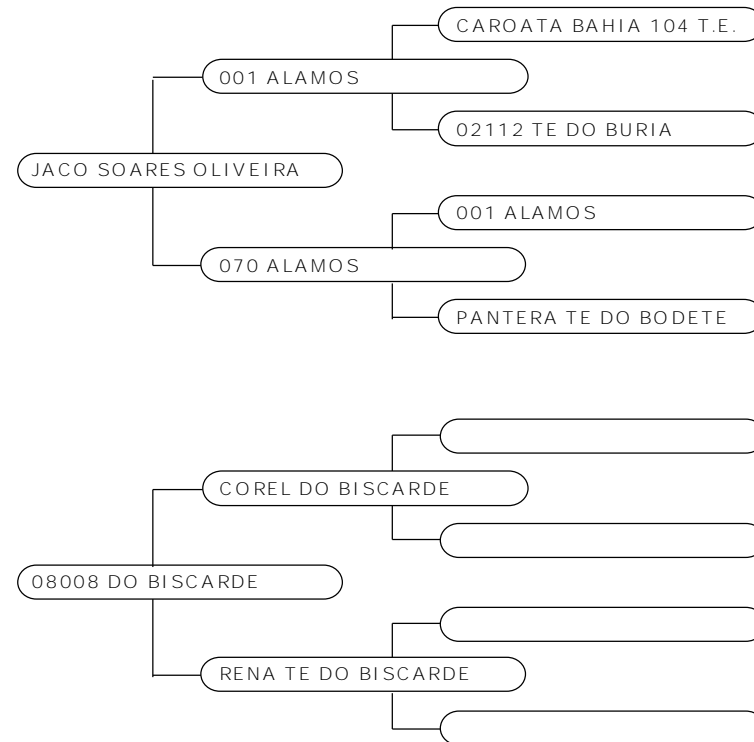 CAROATA BAHIA 104 T.E.
001 ALAMOS
02112 TE DO BURIA
JACO SOARES OLIVEIRA
001 ALAMOS
070 ALAMOS
PANTERA TE DO BODETE
COREL DO BISCARDE
08008 DO BISCARDE
RENA TE DO BISCARDE